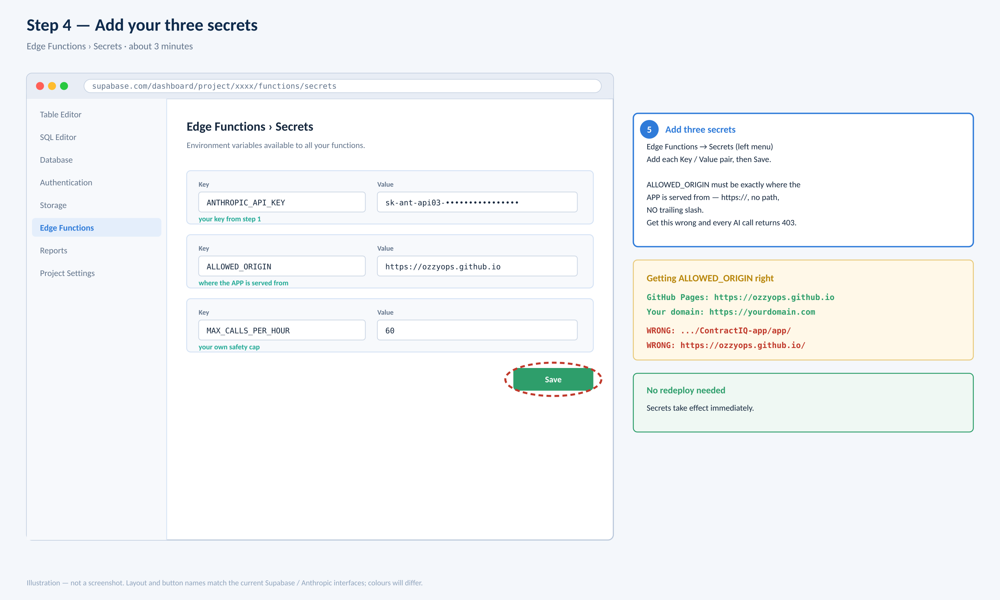 Step 4 — Add your three secrets
Edge Functions › Secrets · about 3 minutes
supabase.com/dashboard/project/xxxx/functions/secrets
Table Editor
SQL Editor
Database
Authentication
Storage
Edge Functions
Reports
Project Settings
Edge Functions › Secrets
Environment variables available to all your functions.
Key Value
ANTHROPIC_API_KEY sk-ant-api03-••••••••••••••••
your key from step 1
Key Value
ALLOWED_ORIGIN https://ozzyops.github.io
where the APP is served from
Key Value
MAX_CALLS_PER_HOUR 60
your own safety cap
Save
5 Add three secrets
Edge Functions → Secrets (left menu)
Add each Key / Value pair, then Save.
ALLOWED_ORIGIN must be exactly where the
APP is served from — https://, no path,
NO trailing slash.
Get this wrong and every AI call returns 403.
Getting ALLOWED_ORIGIN right
GitHub Pages: https://ozzyops.github.io
Your domain: https://yourdomain.com
WRONG: .../ContractIQ-app/app/
WRONG: https://ozzyops.github.io/
No redeploy needed
Secrets take effect immediately.
Illustration — not a screenshot. Layout and button names match the current Supabase / Anthropic interfaces; colours will differ.